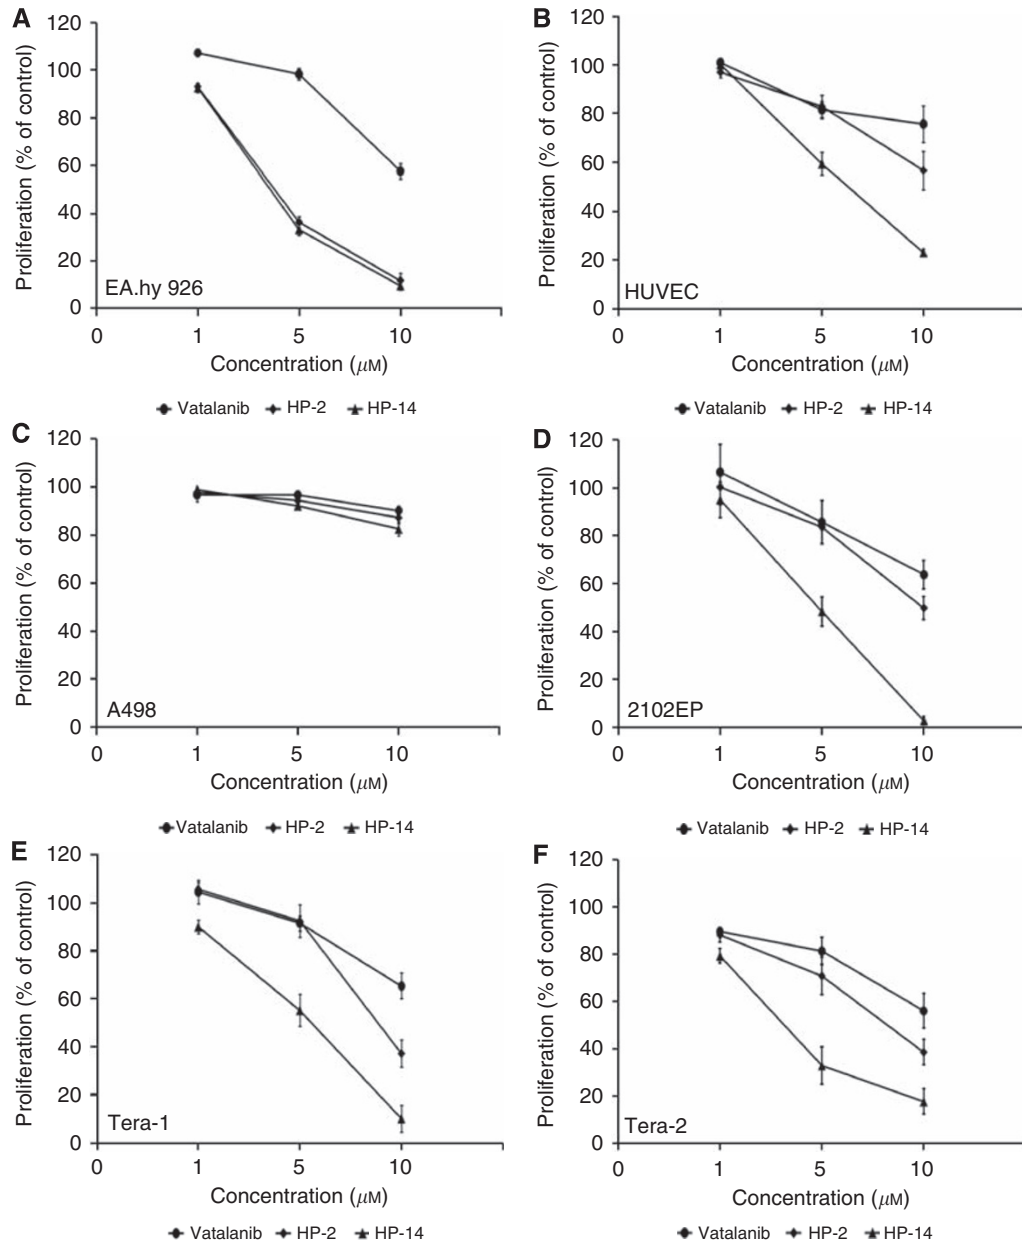 A
Proliferation (% of control)
120
100
80
60
40
20
0
EA.hy 926
0 1 5 10
Concentration (μM)
Vatalanib HP-2 HP-14
B
Proliferation (% of control)
120
100
80
60
40
20
0
HUVEC
0 1 5 10
Concentration (μM)
Vatalanib HP-2 HP-14
C
Proliferation (% of control)
120
100
80
60
40
20
0
A498
0 1 5 10
Concentration (μM)
Vatalanib HP-2 HP-14
D
Proliferation (% of control)
120
100
80
60
40
20
0
2102EP
0 1 5 10
Concentration (μM)
Vatalanib HP-2 HP-14
E
Proliferation (% of control)
120
100
80
60
40
20
0
Tera-1
0 1 5 10
Concentration (μM)
Vatalanib HP-2 HP-14
F
Proliferation (% of control)
120
100
80
60
40
20
0
Tera-2
0 1 5 10
Concentration (μM)
Vatalanib HP-2 HP-14